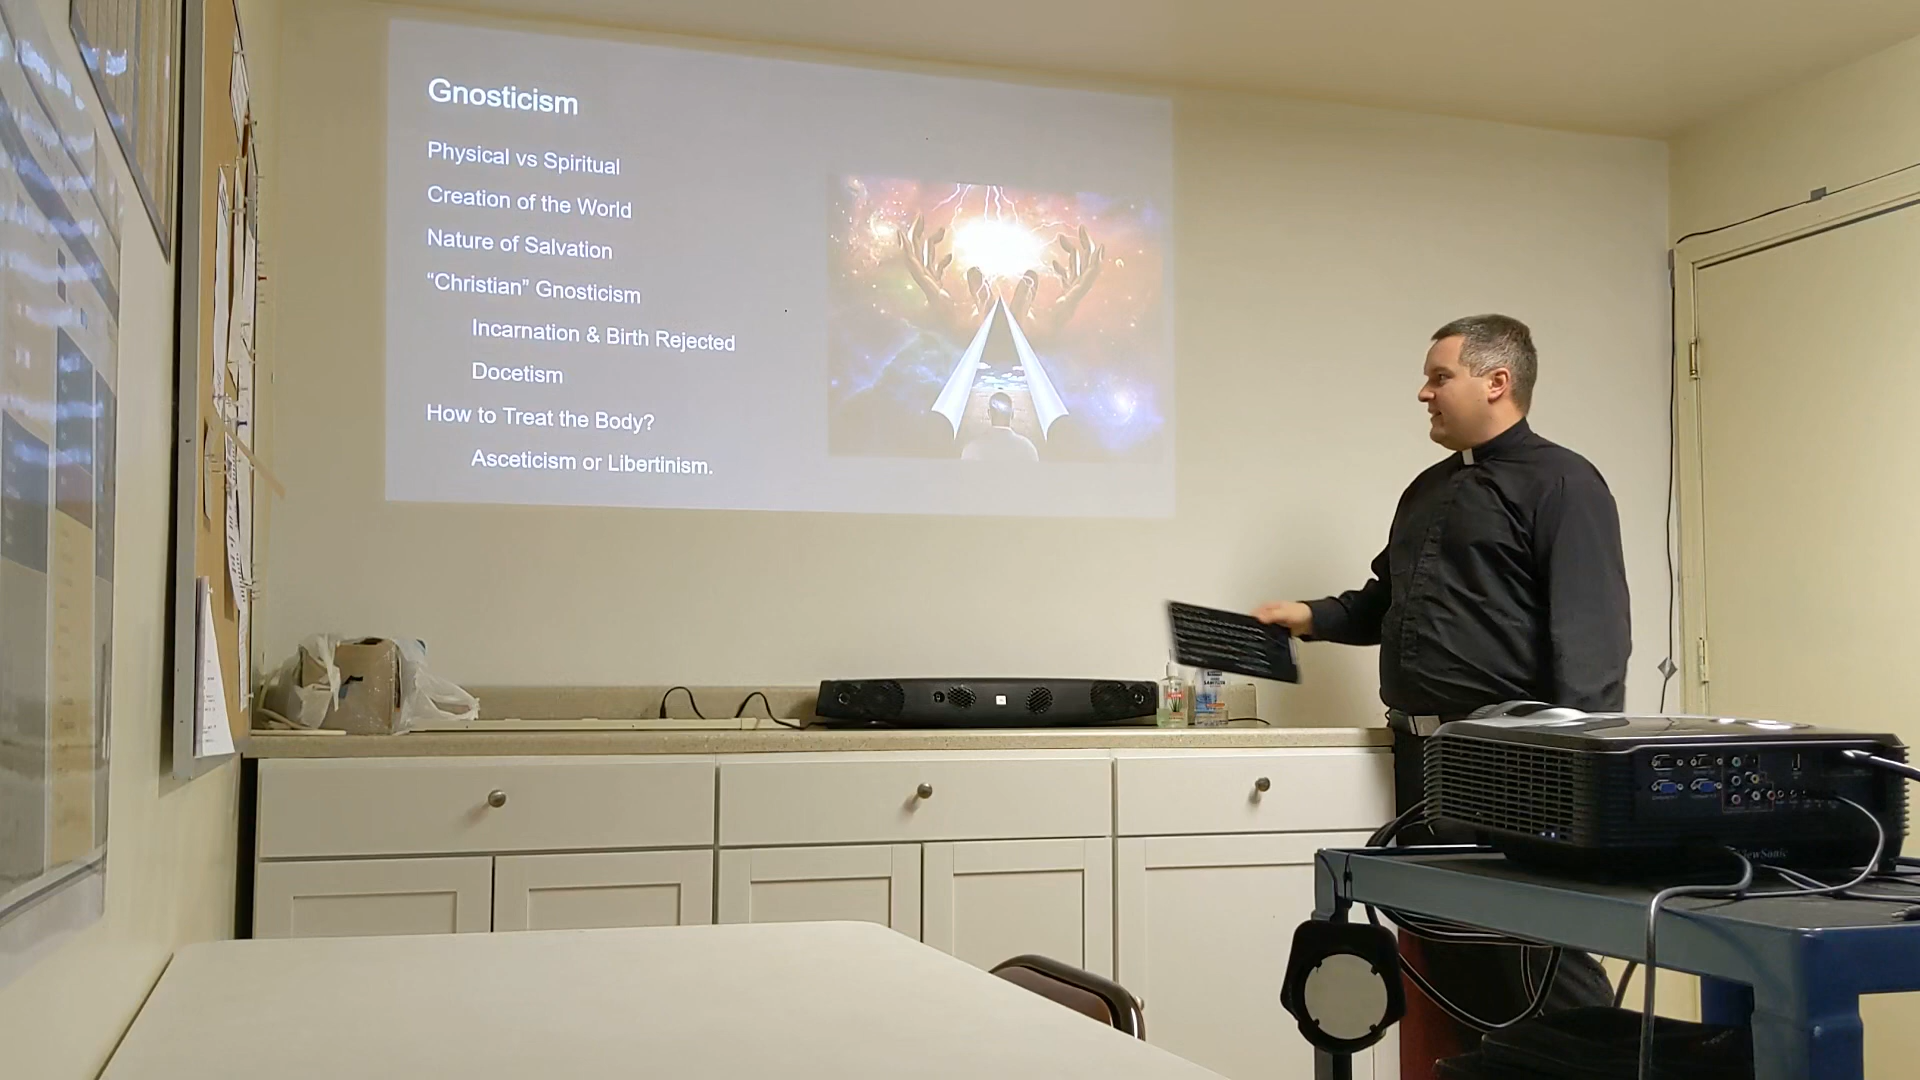 Gnosticism
Physical vs Spiritual
Creation of the World
Nature of Salvation
“Christian” Gnosticism
Incarnation & Birth Rejected
Docetism
How to Treat the Body?
Asceticism or Libertinism.
ViewSonic